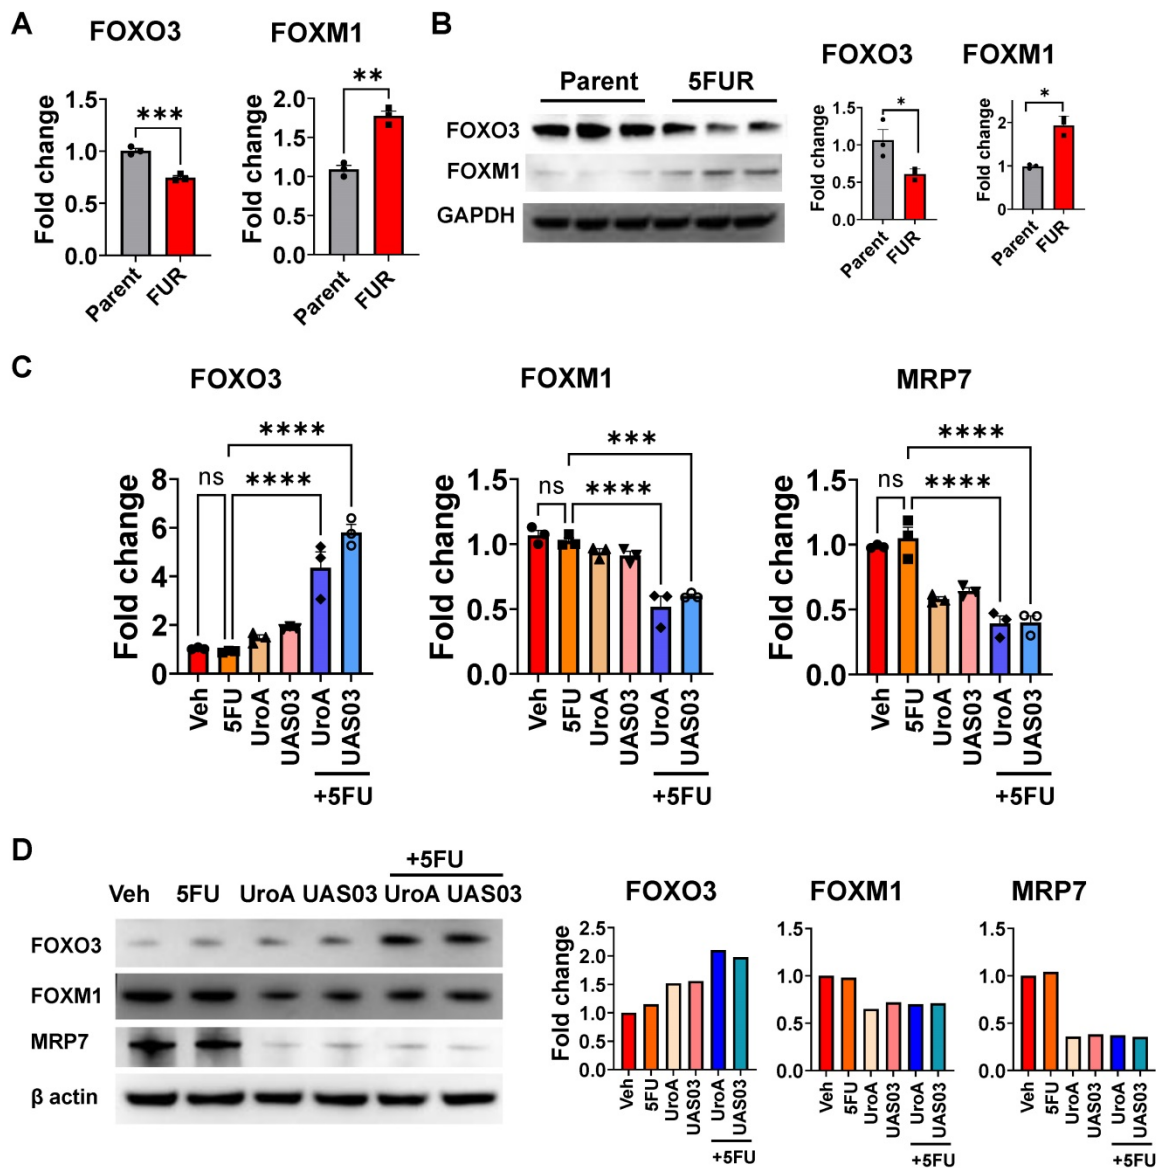 A
FOXO3
FOXM1
Fold change
1.5
1.0
0.5
0.0
***
Parent
FUR
Fold change
2.0
1.5
1.0
0.5
0.0
**
Parent
FUR
B
Parent
5FUR
FOXO3
FOXM1
GAPDH
FOXO3
FOXM1
Fold change
1.5
1.0
0.5
0.0
*
Parent
FUR
Fold change
2
1
0
*
Parent
FUR
C
FOXO3
Fold change
8
6
4
2
0
ns
****
****
Veh
5FU
UroA
UAS03
UroA
UAS03
+5FU
FOXM1
Fold change
1.5
1.0
0.5
0.0
ns
****
***
Veh
5FU
UroA
UAS03
UroA
UAS03
+5FU
MRP7
Fold change
1.5
1.0
0.5
0.0
ns
****
****
Veh
5FU
UroA
UAS03
UroA
UAS03
+5FU
D
+5FU
Veh 5FU UroA UAS03 UroA UAS03
FOXO3
FOXM1
MRP7
β actin
FOXO3
Fold change
2.5
2.0
1.5
1.0
0.5
0.0
Veh
5FU
UroA
UAS03
UroA
UAS03
+5FU
FOXM1
1.5
1.0
0.5
0.0
Veh
5FU
UroA
UAS03
UroA
UAS03
+5FU
MRP7
1.5
1.0
0.5
0.0
Veh
5FU
UroA
UAS03
UroA
UAS03
+5FU